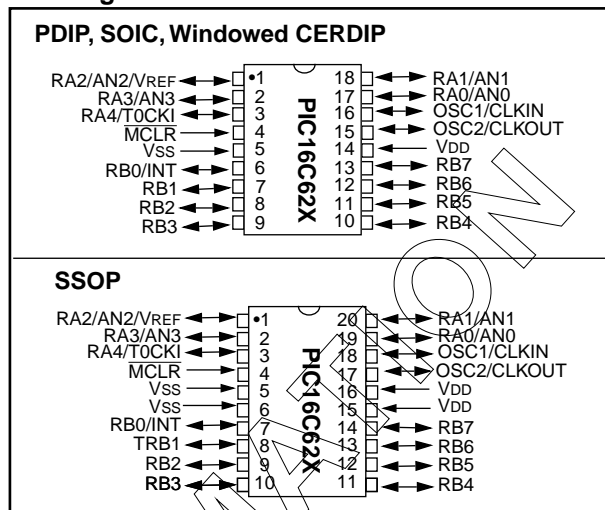 PDIP, SOIC, Windowed CERDIP
RA2/AN2/VREF •1 18 RA1/AN1
RA3/AN3 2 17 RA0/AN0
RA4/T0CKI 3 16 OSC1/CLKIN
MCLR 4 15 OSC2/CLKOUT
VSS 5 14 VDD
RB0/INT 6 13 RB7
RB1 7 12 RB6
RB2 8 11 RB5
RB3 9 10 RB4
PIC16C62X
SSOP
RA2/AN2/VREF •1 20 RA1/AN1
RA3/AN3 2 19 RA0/AN0
RA4/T0CKI 3 18 OSC1/CLKIN
MCLR 4 17 OSC2/CLKOUT
VSS 5 16 VDD
VSS 6 15 VDD
RB0/INT 7 14 RB7
TRB1 8 13 RB6
RB2 9 12 RB5
RB3 10 11 RB4
PIC16C62X